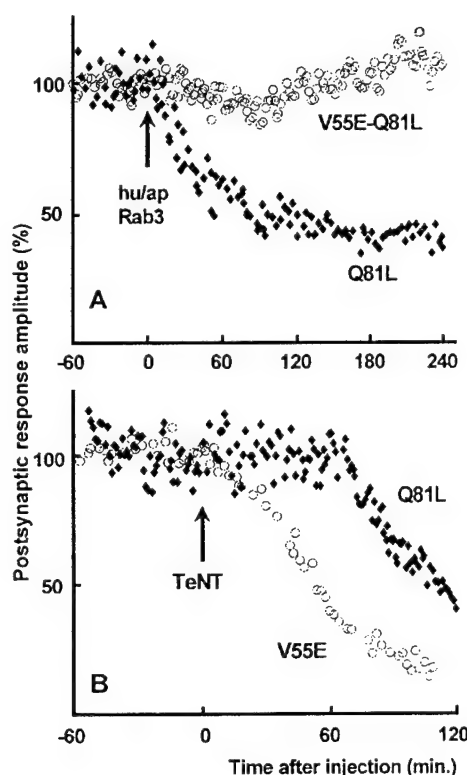 100
V55E-Q81L
hu/ap
Rab3
50
Q81L
A
-60 0 60 120 180 240
Postsynaptic response amplitude (%)
100
Q81L
TeNT
50
V55E
B
-60 0 60 120
Time after injection (min.)